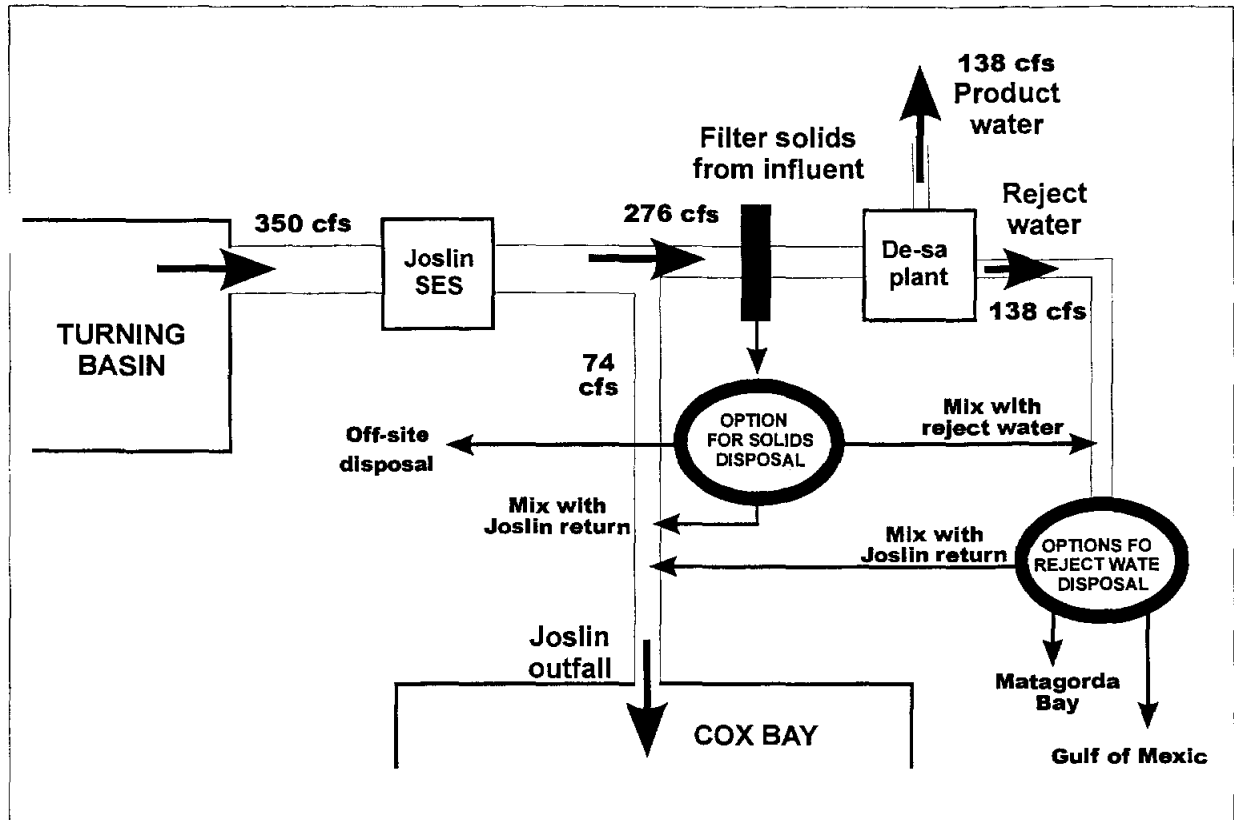 138 cfs
Product
water
Filter solids
from influent
Reject
water
350 cfs
276 cfs
Joslin
SES
De-sa
plant
138 cfs
TURNING
BASIN
74
cfs
OPTION
FOR SOLIDS
DISPOSAL
Mix with
reject water
Off-site
disposal
Mix with
Joslin return
Mix with
Joslin return
OPTIONS FO
REJECT WATE
DISPOSAL
Joslin
outfall
Matagorda
Bay
COX BAY
Gulf of Mexic